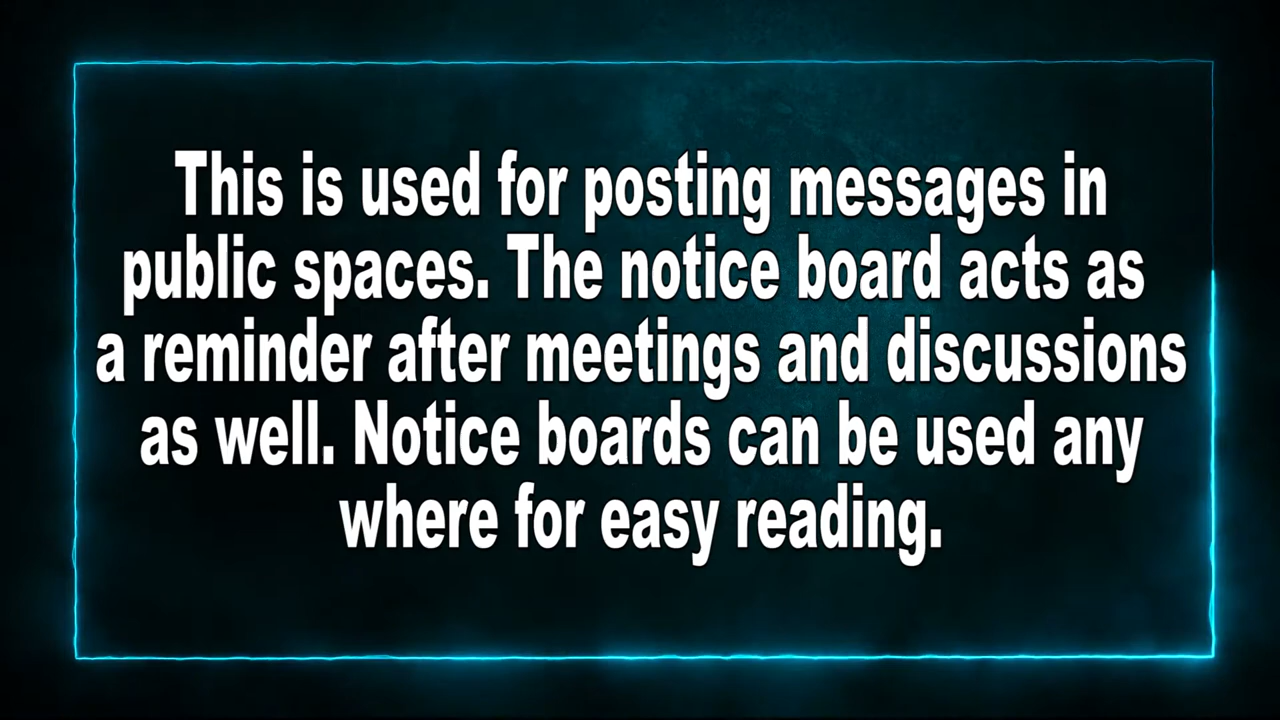 This is used for posting messages in
public spaces. The notice board acts as
a reminder after meetings and discussions
as well. Notice boards can be used any
where for easy reading.